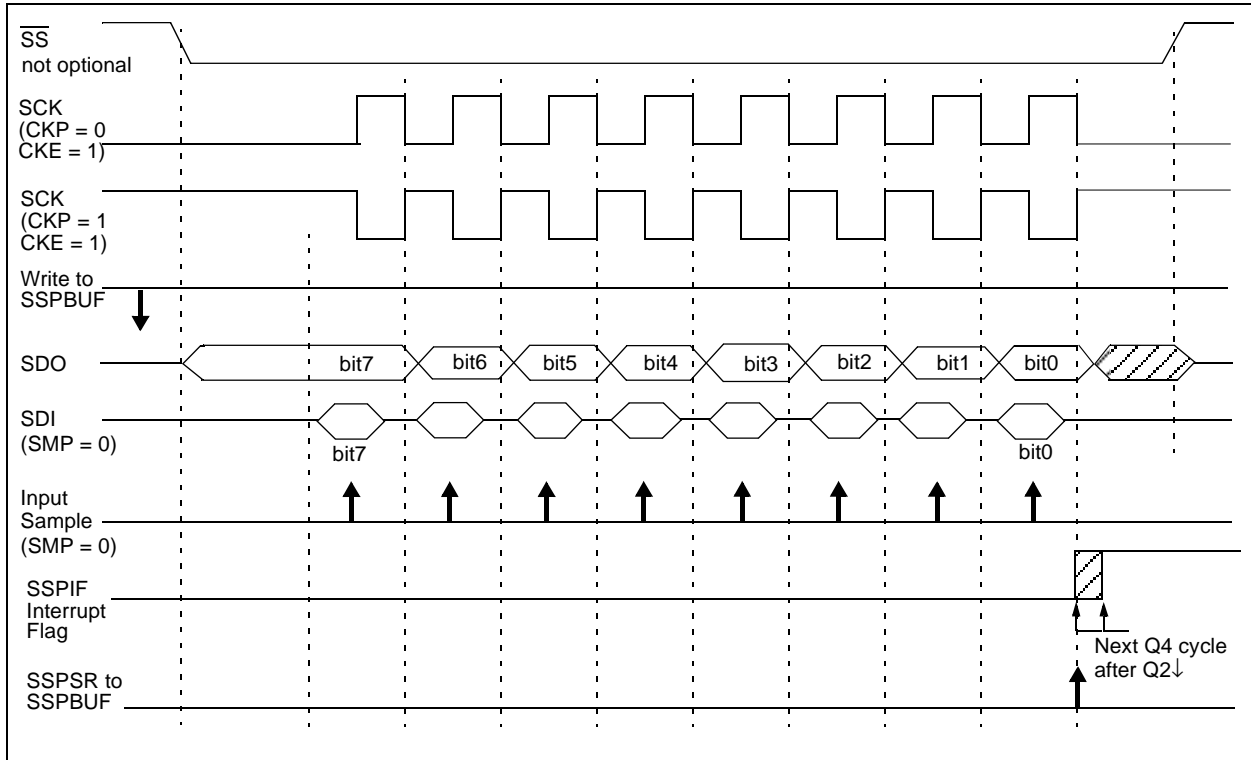 SS
not optional
SCK
(CKP = 0
CKE = 1)
SCK
(CKP = 1
CKE = 1)
Write to
SSPBUF
SDO
bit7 bit6 bit5 bit4 bit3 bit2 bit1 bit0
SDI
(SMP = 0)
bit7 bit0
Input
Sample
(SMP = 0)
SSPIF
Interrupt
Flag
Next Q4 cycle
after Q2↓
SSPSR to
SSPBUF